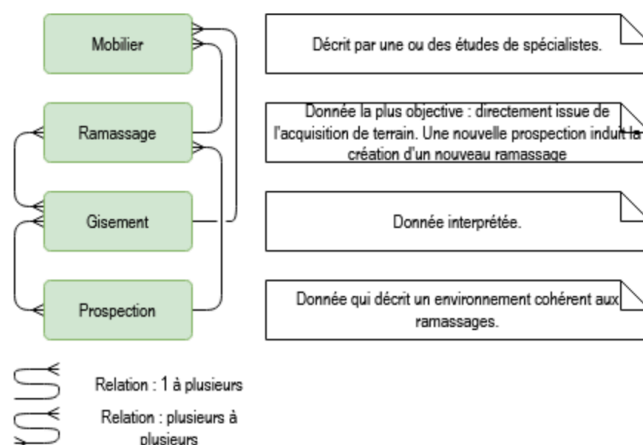 Mobilier
Décrit par une ou des études de spécialistes.
Ramassage
Donnée la plus objective : directement issue de
l'acquisition de terrain. Une nouvelle prospection induit la
création d'un nouveau ramassage
Gisement
Donnée interprétée.
Prospection
Donnée qui décrit un environnement cohérent aux
ramassages.
Relation : 1 à plusieurs
Relation : plusieurs à
plusieurs